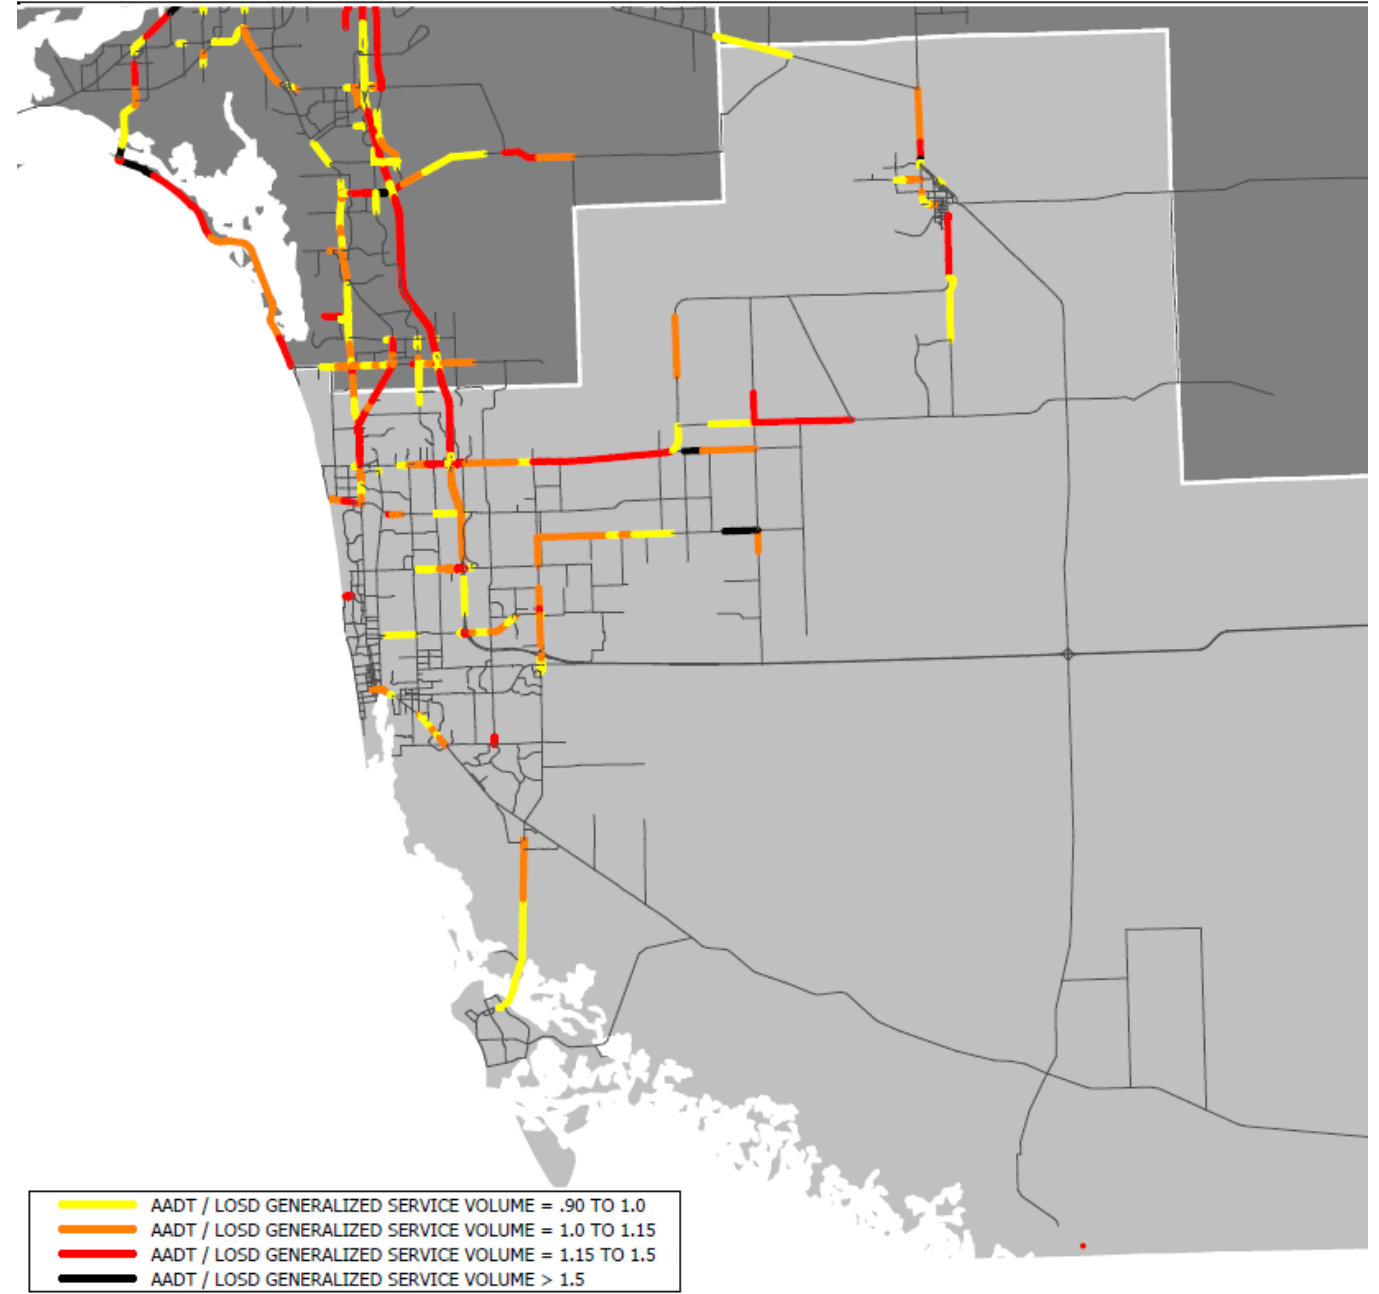 AADT / LOSD GENERALIZED SERVICE VOLUME = .90 TO 1.0
AADT / LOSD GENERALIZED SERVICE VOLUME = 1.0 TO 1.15
AADT / LOSD GENERALIZED SERVICE VOLUME = 1.15 TO 1.5
AADT / LOSD GENERALIZED SERVICE VOLUME > 1.5